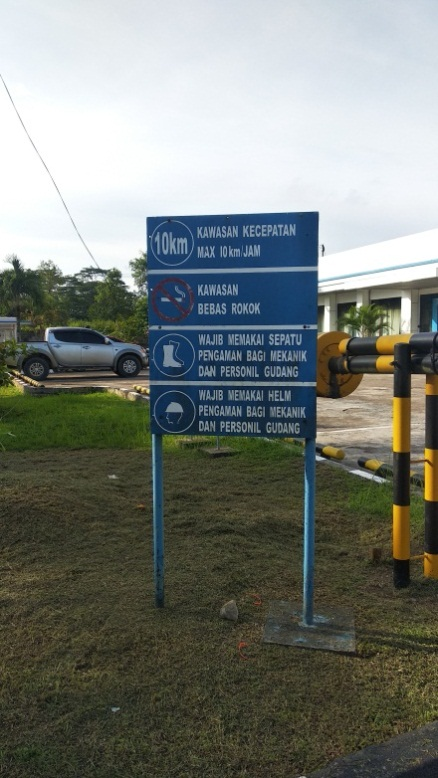 10km
KAWASAN KECEPATAN
MAX 10 km/JAM
KAWASAN
BEBAS ROKOK
WAJIB MEMAKAI SEPATU
PENGAMAN BAGI MEKANIK
DAN PERSONIL GUDANG
WAJIB MEMAKAI HELM
PENGAMAN BAGI MEKANIK
DAN PERSONIL GUDANG